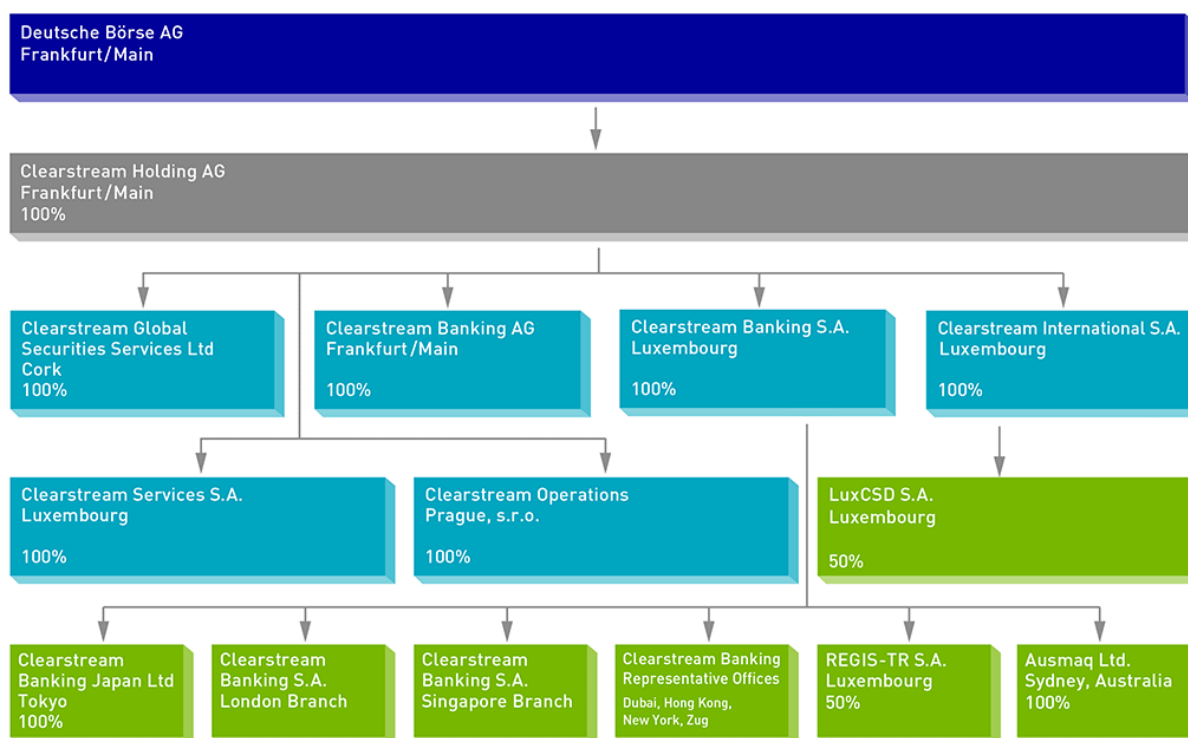 Deutsche Börse AG
Frankfurt/Main
Clearstream Holding AG
Frankfurt/Main
100%
Clearstream Global
Securities Services Ltd
Cork
100%
Clearstream Banking AG
Frankfurt/Main
100%
Clearstream Banking S.A.
Luxembourg
100%
Clearstream International S.A.
Luxembourg
100%
Clearstream Services S.A.
Luxembourg
100%
Clearstream Operations
Prague, s.r.o.
100%
LuxCSD S.A.
Luxembourg
50%
Clearstream
Banking Japan Ltd
Tokyo
100%
Clearstream
Banking S.A.
London Branch
Clearstream
Banking S.A.
Singapore Branch
Clearstream Banking
Representative Offices
Dubai, Hong Kong,
New York, Zug
REGIS-TR S.A.
Luxembourg
50%
Ausmaq Ltd.
Sydney, Australia
100%